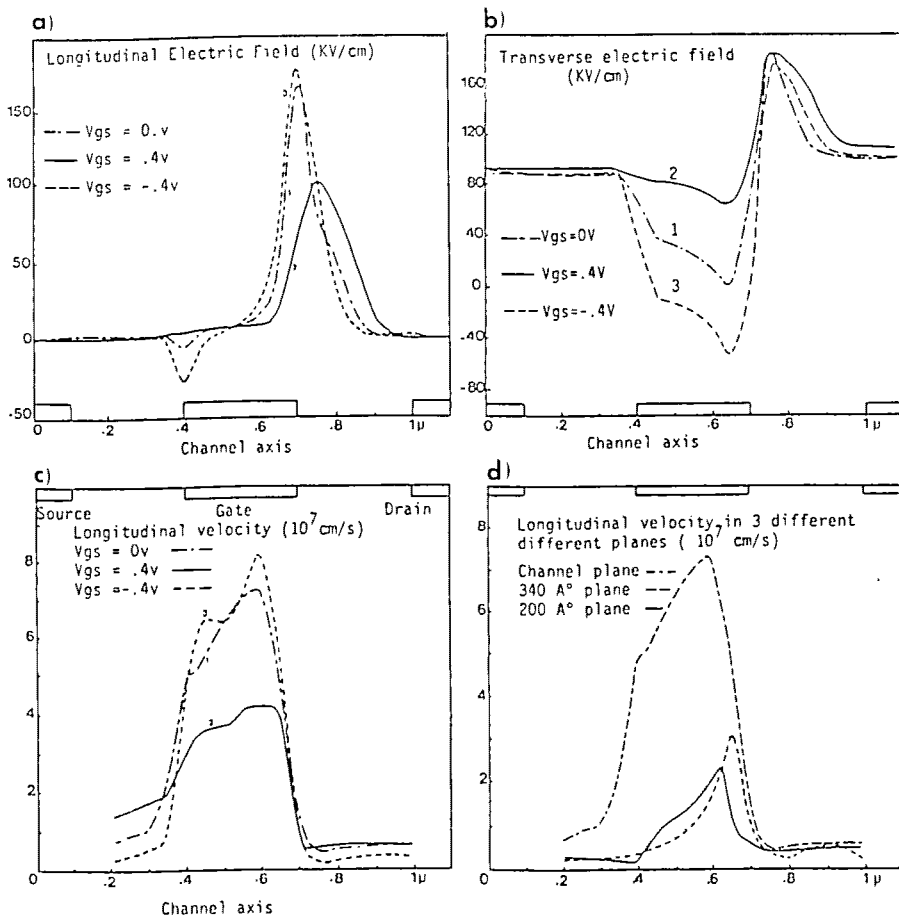 a)
Longitudinal Electric field (KV/cm)
150
100
50
0
-50
Vgs = 0.v
Vgs = .4v
Vgs = -.4v
0 .2 .4 .6 .8 1μ
Channel axis
b)
Transverse electric field
(KV/cm)
160
120
80
40
0
-40
-80
2
1
3
Vgs=0V
Vgs=.4V
Vgs=-.4V
0 .2 .4 .6 .8 1μ
Channel axis
c)
Source Gate Drain
Longitudinal velocity (10⁷ cm/s)
Vgs = 0v
Vgs = .4v
Vgs =-.4v
8
6
4
2
0 .2 .4 .6 .8 1μ
Channel axis
d)
Longitudinal velocity in 3 different
different planes ( 10⁷ cm/s)
Channel plane
340 A° plane
200 A° plane
8
6
4
2
0 .2 .4 .6 .8 1μ